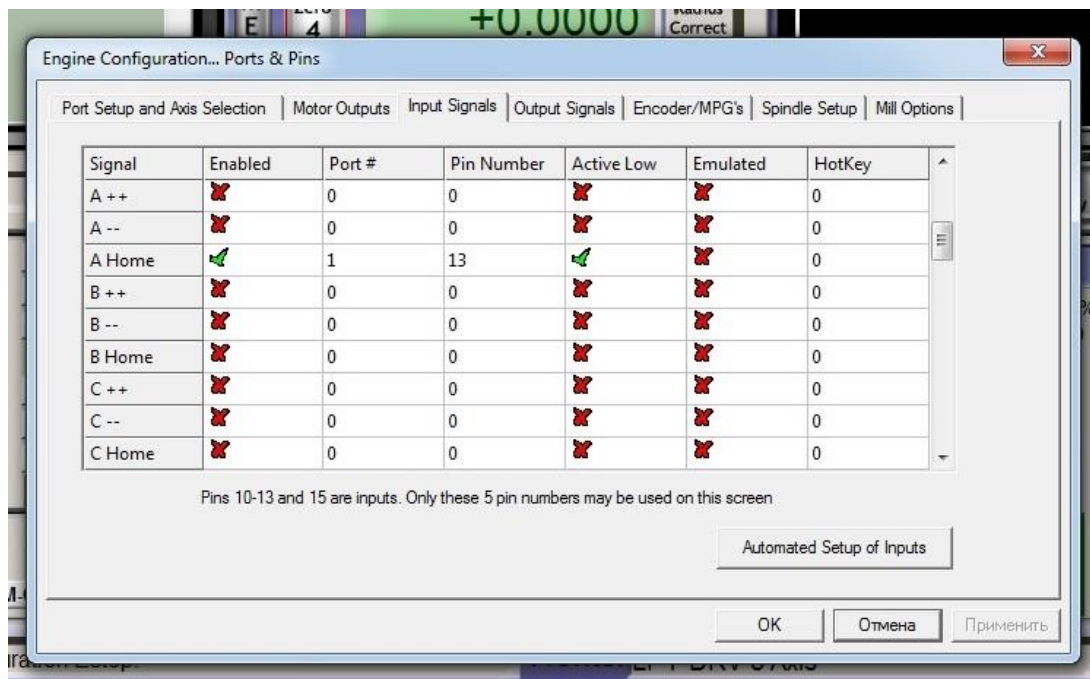 E
4
+0.0000
Correct
Engine Configuration... Ports & Pins
X
Port Setup and Axis Selection Motor Outputs Input Signals Output Signals Encoder/MPG's Spindle Setup Mill Options
Signal Enabled Port # Pin Number Active Low Emulated HotKey
A ++ 0 0 0
A -- 0 0 0
A Home 1 13 0
B ++ 0 0 0
B -- 0 0 0
B Home 0 0 0
C ++ 0 0 0
C -- 0 0 0
C Home 0 0 0
Pins 10-13 and 15 are inputs. Only these 5 pin numbers may be used on this screen
Automated Setup of Inputs
OK Отмена Применить